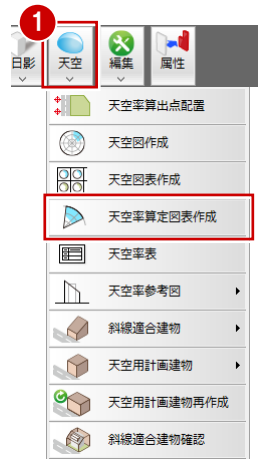 1
日影 天空 編集 属性
天空率算出点配置
天空図作成
天空図表作成
天空率算定図表作成
天空率表
天空率参考図
斜線適合建物
天空用計画建物
天空用計画建物再作成
斜線適合建物確認